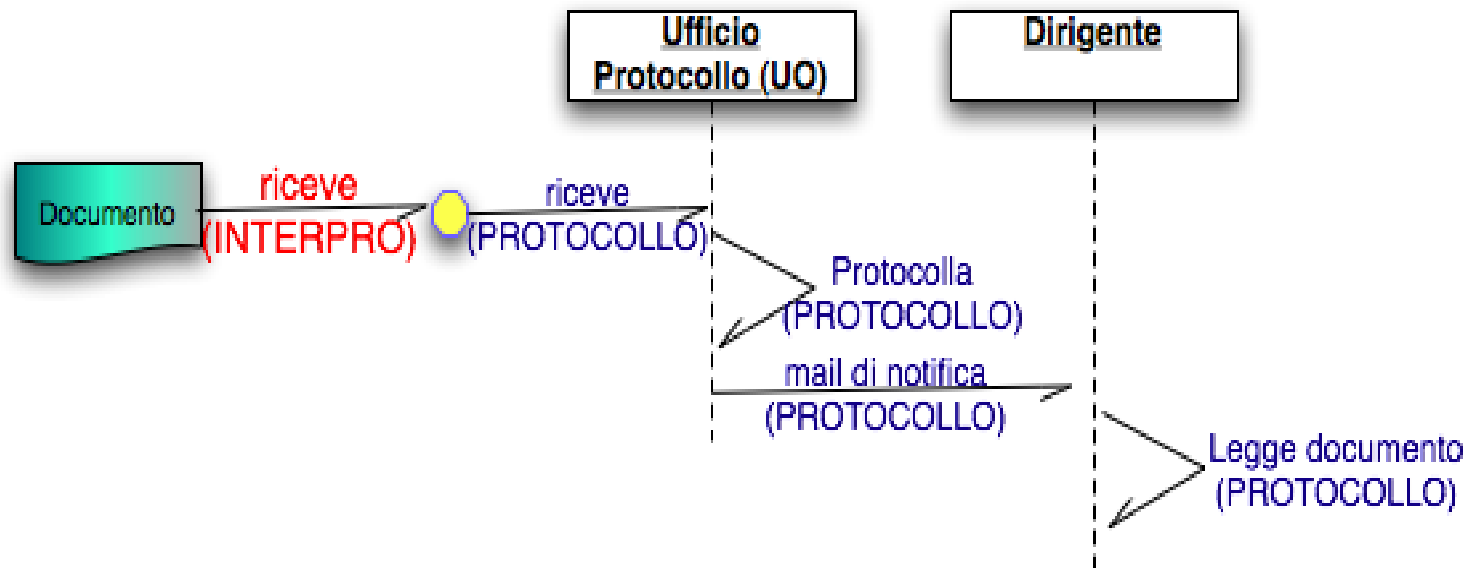 Ufficio
Protocollo (UO)
Dirigente
Documento
riceve
(INTERPRO)
riceve
(PROTOCOLLO)
Protocolla
(PROTOCOLLO)
mail di notifica
(PROTOCOLLO)
Legge documento
(PROTOCOLLO)